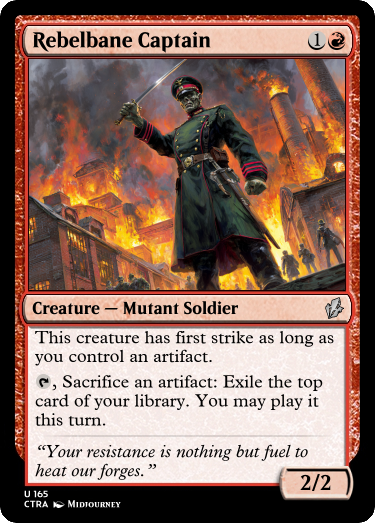 Rebelbane Captain 1
Creature — Mutant Soldier
This creature has first strike as long as
you control an artifact.
, Sacrifice an artifact: Exile the top
card of your library. You may play it
this turn.
“Your resistance is nothing but fuel to
heat our forges.”
2/2
U 165
CTRA MIDJOURNEY